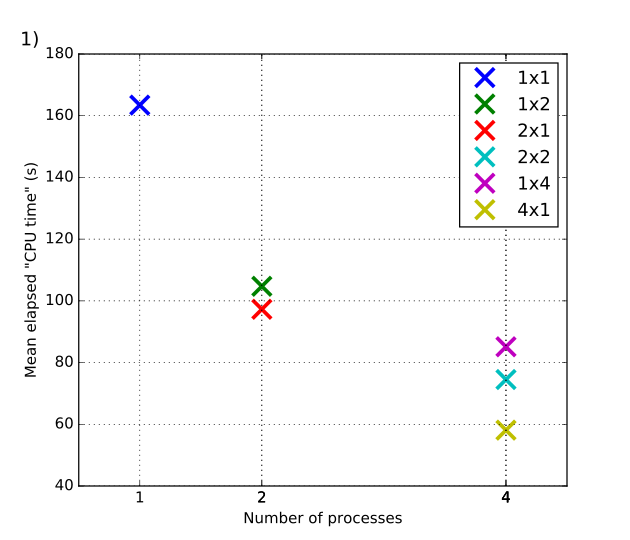 1)
180
160
140
120
100
80
60
40
Mean elapsed "CPU time" (s)
1x1
1x2
2x1
2x2
1x4
4x1
1 2 4
Number of processes